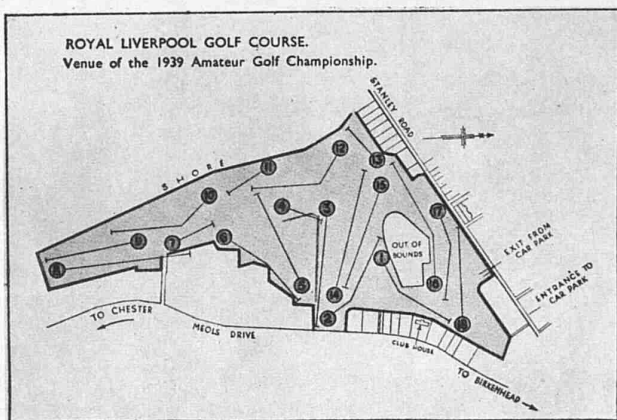 ROYAL LIVERPOOL GOLF COURSE.
Venue of the 1939 Amateur Golf Championship.
STANLEY ROAD
SHORE
12
13
11
15
10
4
3
17
9
7
6
1
OUT OF
BOUNDS
EXIT FROM
CAR PARK
8
5
14
16
ENTRANCE TO
CAR PARK
2
18
TO CHESTER
MEOLS DRIVE
CLUB HOUSE
TO BIRKENHEAD